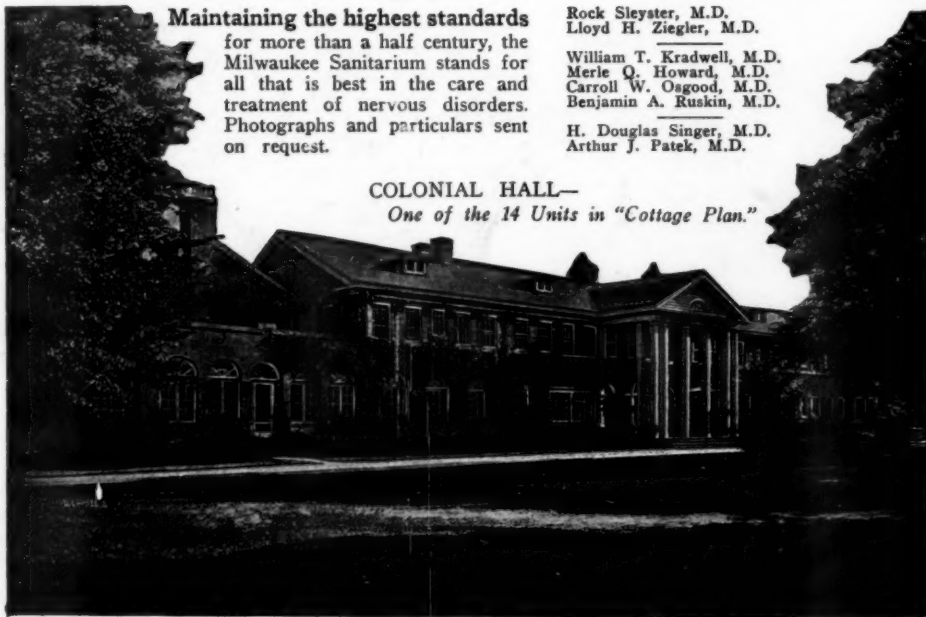 Maintaining the highest standards
for more than a half century, the
Milwaukee Sanitarium stands for
all that is best in the care and
treatment of nervous disorders.
Photographs and particulars sent
on request.
Rock Sleyster, M.D.
Lloyd H. Ziegler, M.D.
William T. Kradwell, M.D.
Merle Q. Howard, M.D.
Carroll W. Osgood, M.D.
Benjamin A. Ruskin, M.D.
H. Douglas Singer, M.D.
Arthur J. Patek, M.D.
COLONIAL HALL—
One of the 14 Units in "Cottage Plan."